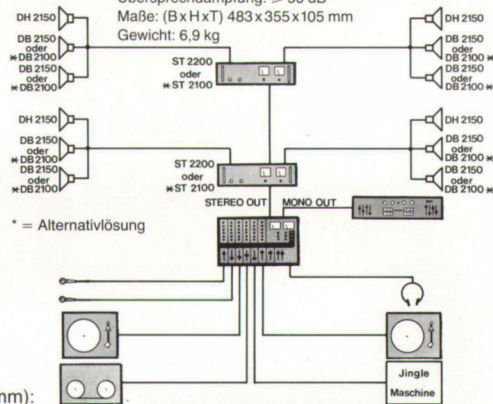 Übersprechdämpfung: ≥ 50 dB
Maße: (B x H x T) 483 x 355 x 105 mm
Gewicht: 6,9 kg
DH 2150
DB 2150
oder
*DB 2100
DB 2150
oder
*DB 2100
ST 2200
oder
*ST 2100
DH 2150
DB 2150
oder
DB 2100*
DB 2150
oder
DB 2100*
DH 2150
DB 2150
oder
*DB 2100
DB 2150
oder
*DB 2100
ST 2200
oder
*ST 2100
DH 2150
DB 2150
oder
DB 2100*
DB 2150
oder
DB 2100*
STEREO OUT
MONO OUT
* = Alternativlösung
Jingle
Maschine
mm):